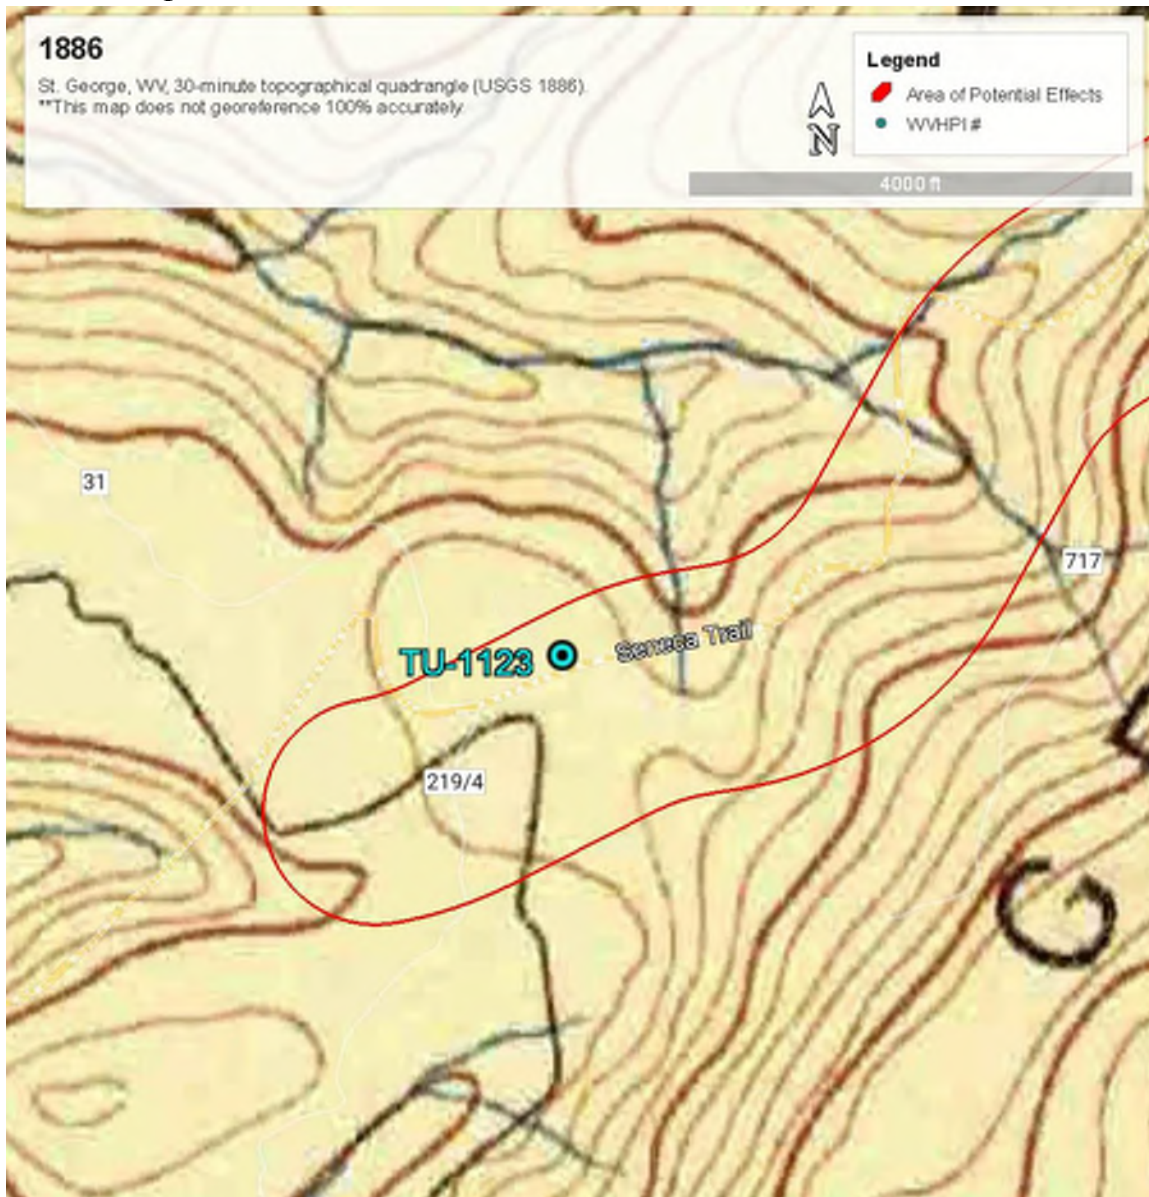 1886
St. George, WV, 30-minute topographical quadrangle (USGS 1886).
**This map does not georeference 100% accurately.
Legend
Area of Potential Effects
WVHPI #
N
4000 ft
31
717
Seneca Trail
TU-1123
219/4